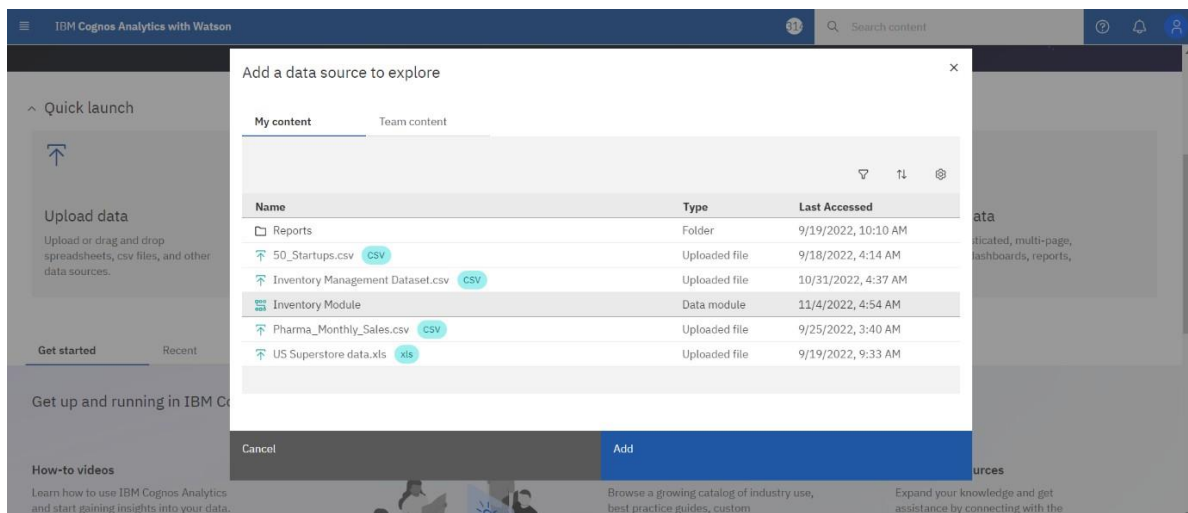 IBM Cognos Analytics with Watson
Search content
Add a data source to explore
Quick launch
My content Team content
Name Type Last Accessed
Upload data
Reports Folder 9/19/2022, 10:10 AM
Upload or drag and drop
spreadsheets, csv files, and other
data sources.
50_Startups.csv CSV Uploaded file 9/18/2022, 4:14 AM
Inventory Management Dataset.csv CSV Uploaded file 10/31/2022, 4:37 AM
Inventory Module Data module 11/4/2022, 4:54 AM
Pharma_Monthly_Sales.csv CSV Uploaded file 9/25/2022, 3:40 AM
US Superstore data.xls xls Uploaded file 9/19/2022, 9:33 AM
ata
sticated, multi-page,
dashboards, reports,
Get started Recent
Get up and running in IBM Co
Cancel Add
How-to videos
Learn how to use IBM Cognos Analytics
and start gaining insights into your data.
Browse a growing catalog of industry use,
best practice guides, custom
urces
Expand your knowledge and get
assistance by connecting with the